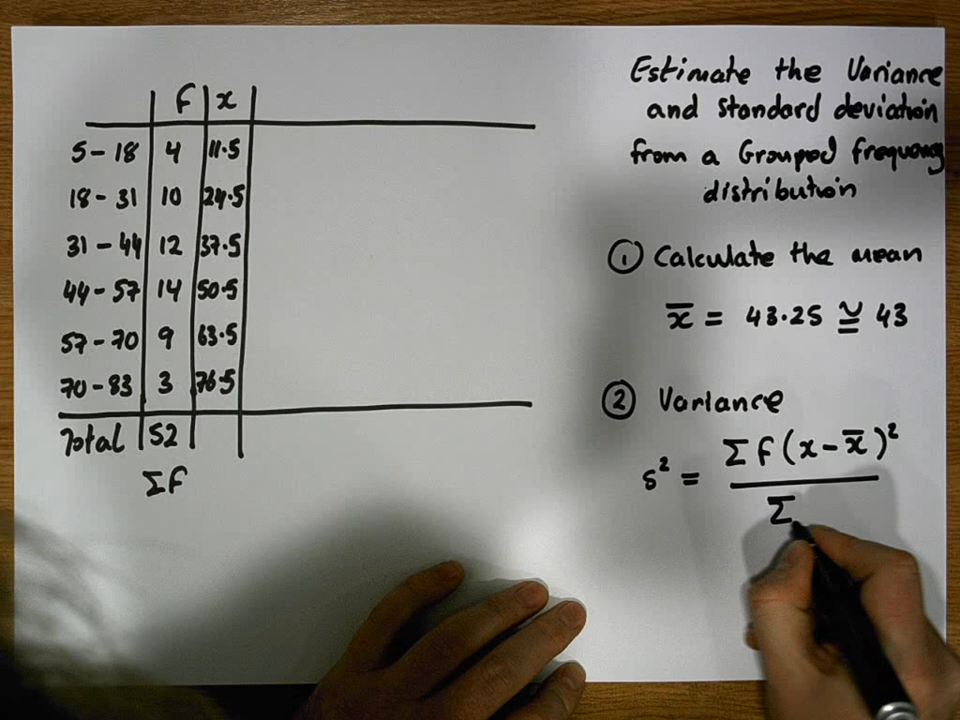 f x
5-18 4 11.5
18-31 10 24.5
31-44 12 37.5
44-57 14 50.5
57-70 9 63.5
70-83 3 76.5
Total 52
Σf
Estimate the Variance
and standard deviation
from a Grouped frequency
distribution
① Calculate the mean
x̄ = 43.25 ≅ 43
② Variance
s² = Σf(x-x̄)²
Σ